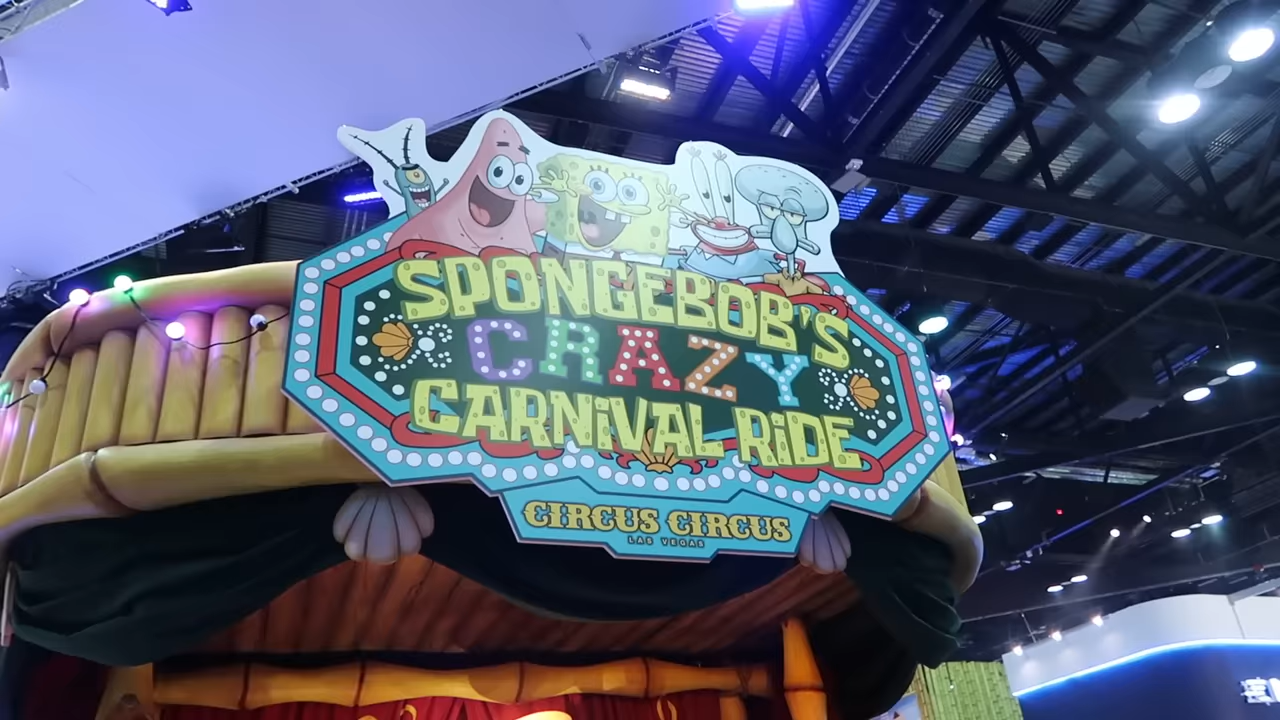 SPONGEBOB'S
CRAZY
CARNIVAL RIDE
CIRCUS CIRCUS
LAS VEGAS